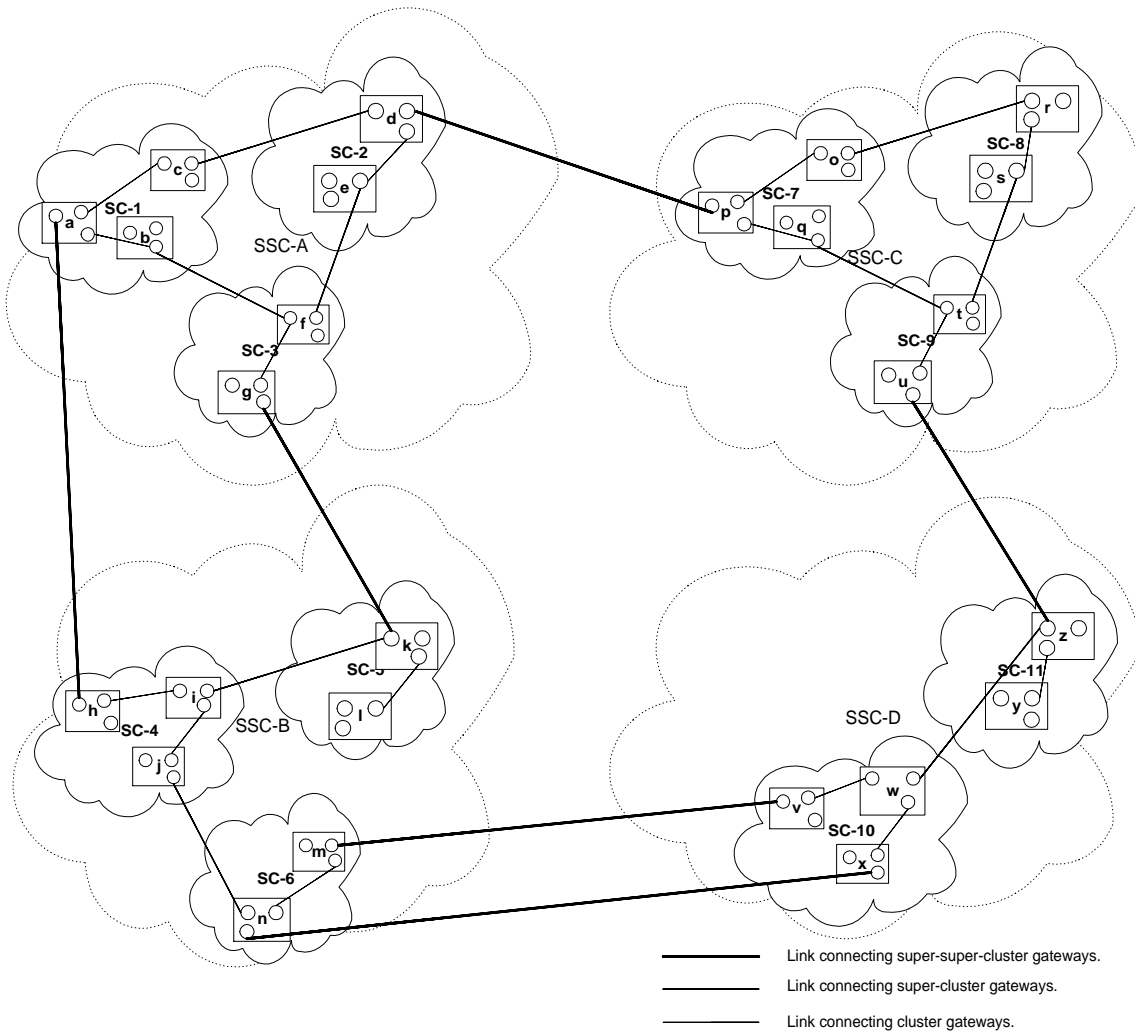 d
r
o
SC-8
SC-2
c
s
e
SC-7
SC-1
p
a
q
b
SSC-A
SSC-C
f
t
SC-9
SC-3
u
g
z
k
SC-5
SC-11
i
h
l
y
SSC-B
SSC-D
SC-4
j
w
v
SC-10
m
x
SC-6
n
Link connecting super-super-cluster gateways.
Link connecting super-cluster gateways.
Link connecting cluster gateways.